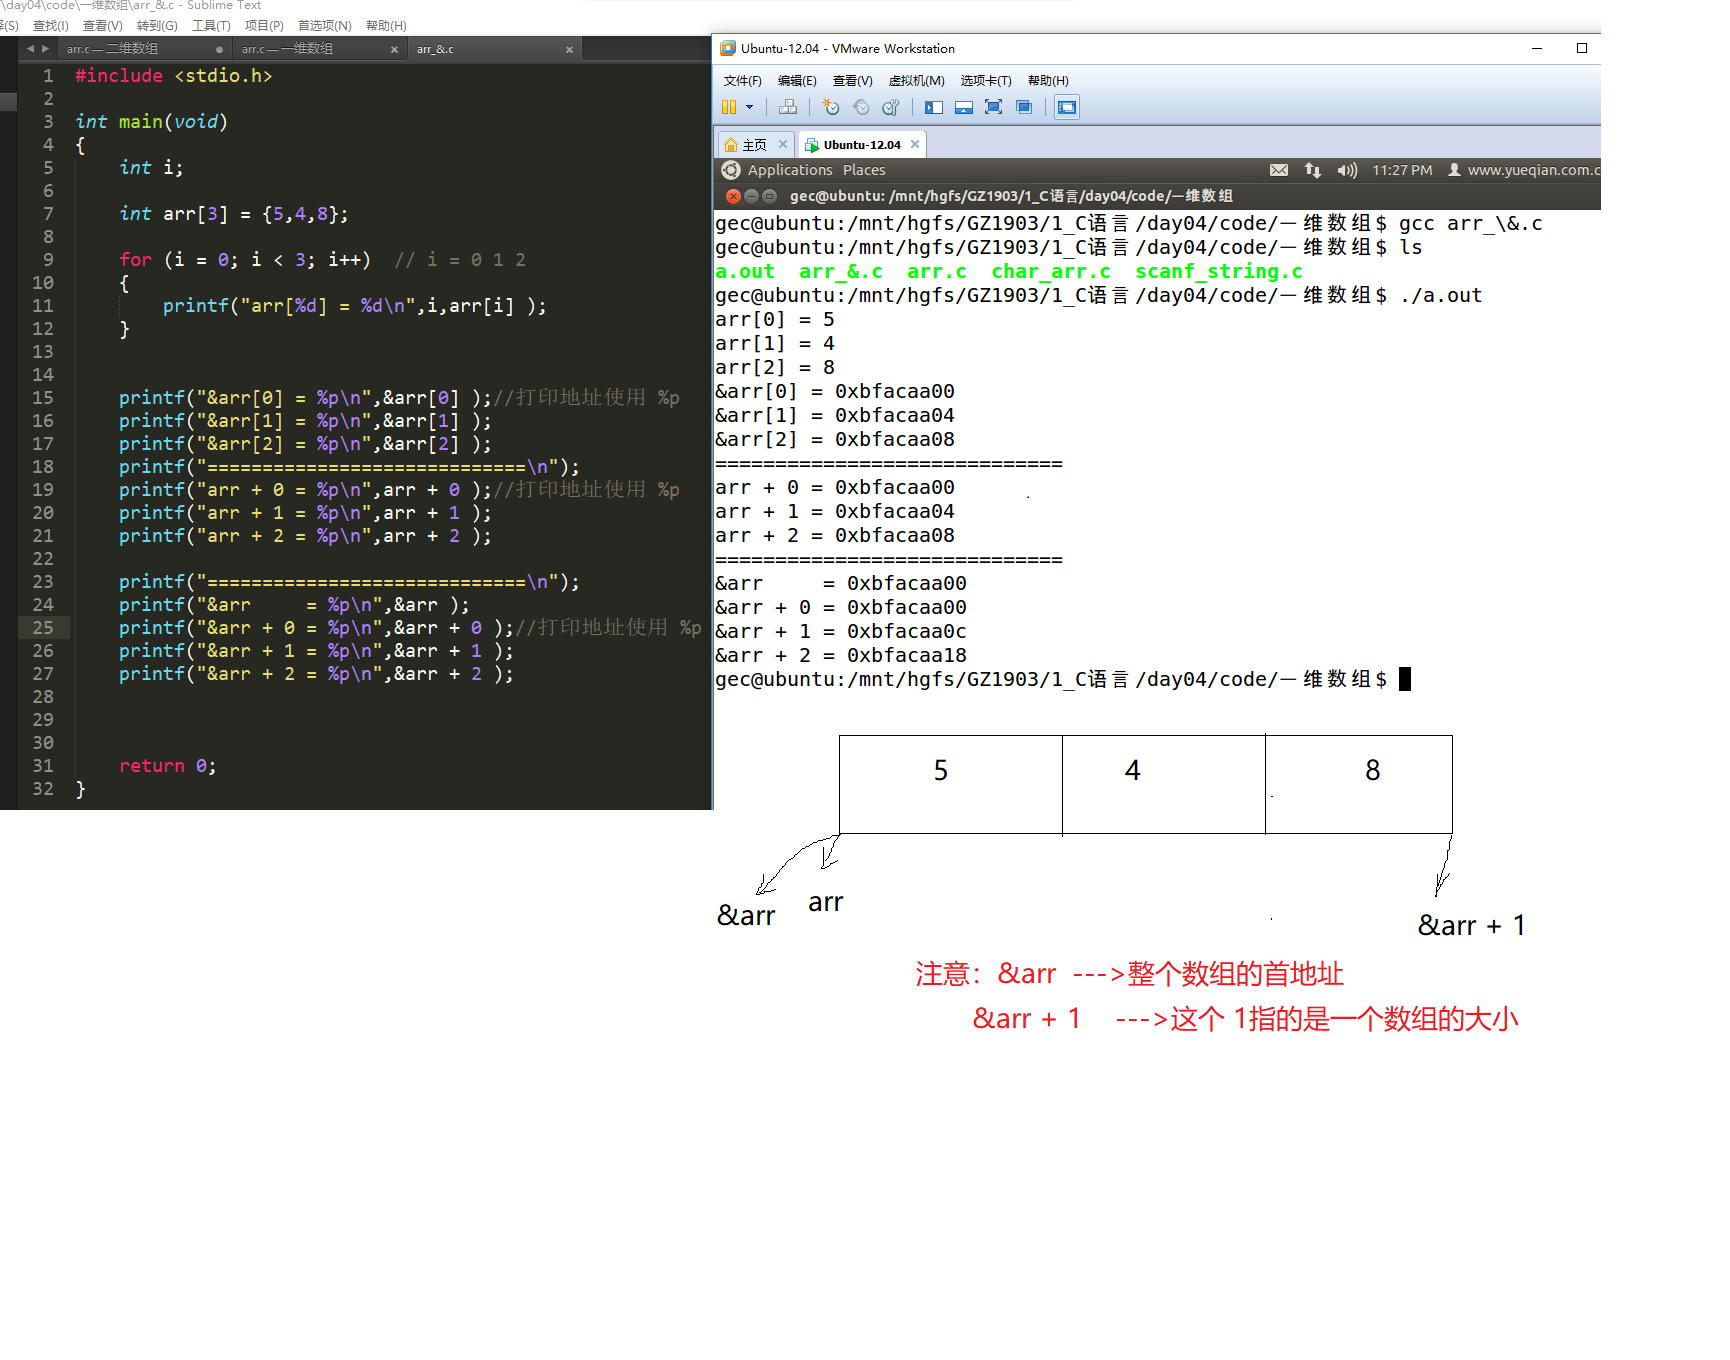 \day04\code\一维数组\arr_&.c - Sublime Text
(S) 查找(I) 查看(V) 转到(G) 工具(T) 项目(P) 首选项(N) 帮助(H)
arr.c — 二维数组
arr.c — 一维数组
arr_&.c
1 #include <stdio.h>
2
3 int main(void)
4 {
5 int i;
6
7 int arr[3] = {5,4,8};
8
9 for (i = 0; i < 3; i++) // i = 0 1 2
10 {
11 printf("arr[%d] = %d\n",i,arr[i] );
12 }
13
14
15 printf("&arr[0] = %p\n",&arr[0] );//打印地址使用 %p
16 printf("&arr[1] = %p\n",&arr[1] );
17 printf("&arr[2] = %p\n",&arr[2] );
18 printf("=============================\n");
19 printf("arr + 0 = %p\n",arr + 0 );//打印地址使用 %p
20 printf("arr + 1 = %p\n",arr + 1 );
21 printf("arr + 2 = %p\n",arr + 2 );
22
23 printf("=============================\n");
24 printf("&arr     = %p\n",&arr );
25 printf("&arr + 0 = %p\n",&arr + 0 );//打印地址使用 %p
26 printf("&arr + 1 = %p\n",&arr + 1 );
27 printf("&arr + 2 = %p\n",&arr + 2 );
28
29
30
31 return 0;
32 }
Ubuntu-12.04 - VMware Workstation
文件(F) 编辑(E) 查看(V) 虚拟机(M) 选项卡(T) 帮助(H)
主页 Ubuntu-12.04
Applications Places 11:27 PM www.yueqian.com.c
gec@ubuntu: /mnt/hgfs/GZ1903/1_C语言/day04/code/一维数组
gec@ubuntu:/mnt/hgfs/GZ1903/1_C语言/day04/code/一维数组$ gcc arr_\&.c
gec@ubuntu:/mnt/hgfs/GZ1903/1_C语言/day04/code/一维数组$ ls
a.out arr_&.c arr.c char_arr.c scanf_string.c
gec@ubuntu:/mnt/hgfs/GZ1903/1_C语言/day04/code/一维数组$ ./a.out
arr[0] = 5
arr[1] = 4
arr[2] = 8
&arr[0] = 0xbfacaa00
&arr[1] = 0xbfacaa04
&arr[2] = 0xbfacaa08
=============================
arr + 0 = 0xbfacaa00
arr + 1 = 0xbfacaa04
arr + 2 = 0xbfacaa08
=============================
&arr     = 0xbfacaa00
&arr + 0 = 0xbfacaa00
&arr + 1 = 0xbfacaa0c
&arr + 2 = 0xbfacaa18
gec@ubuntu:/mnt/hgfs/GZ1903/1_C语言/day04/code/一维数组$
5 4 8
&arr arr &arr + 1
注意：&arr --->整个数组的首地址
&arr + 1 --->这个 1指的是一个数组的大小